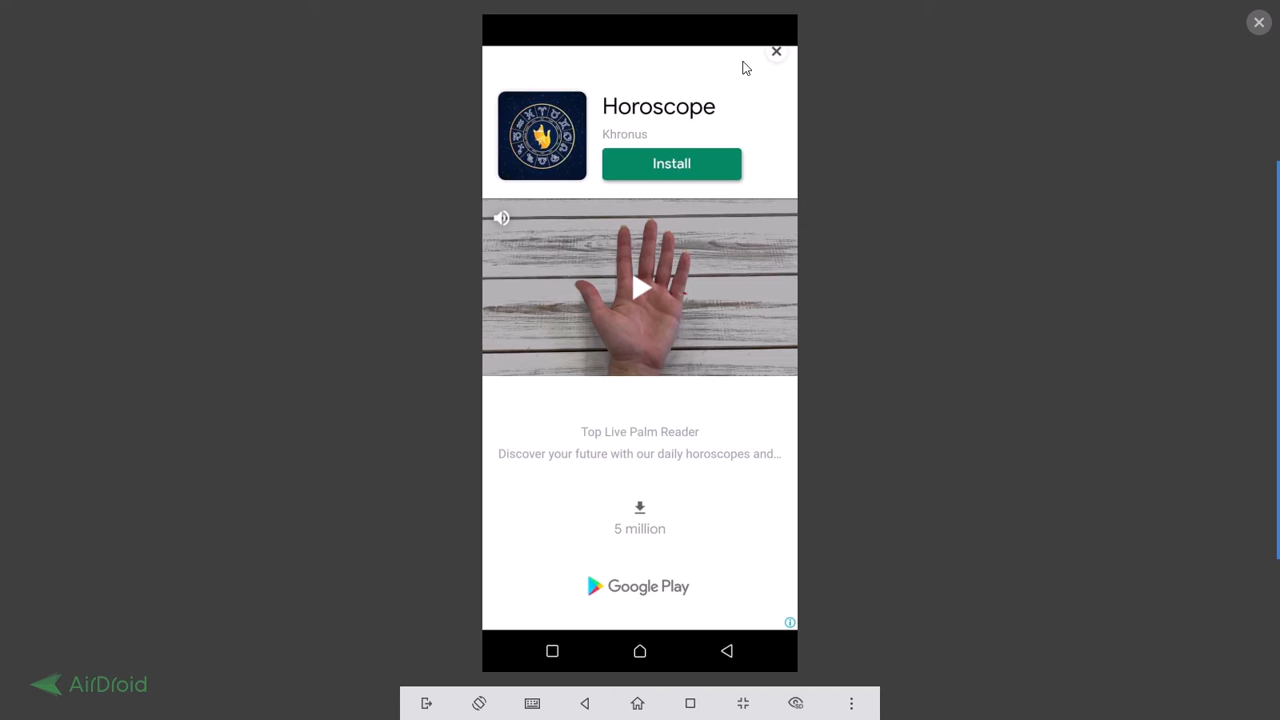 Horoscope
Khronus
Install
Top Live Palm Reader
Discover your future with our daily horoscopes and…
5 million
Google Play
AirDroid
SD